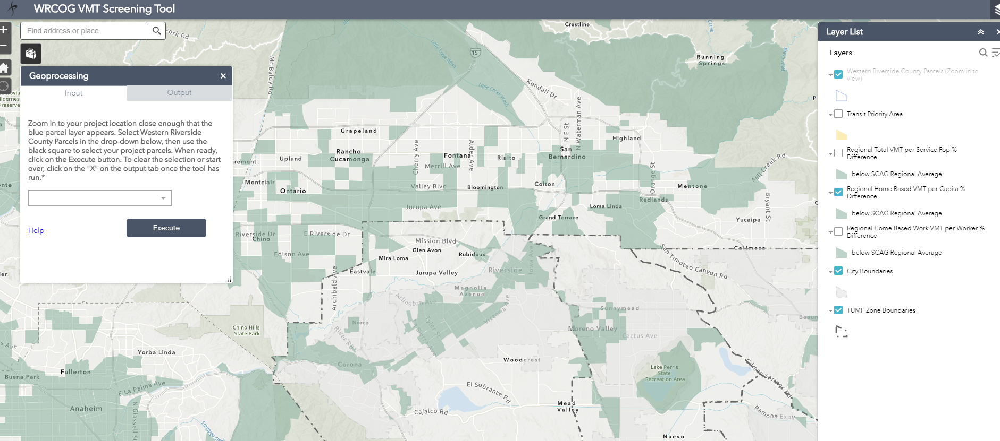 WRCOG VMT Screening Tool
Find address or place
Geoprocessing
Input
Output
Zoom in to your project location close enough that the
blue parcel layer appears. Select Western Riverside
County Parcels in the drop-down below, then use the
black square to select your project parcels. When ready,
click on the Execute button. To clear the selection or start
over, click on the "X" on the output tab once the tool has
run.*
Help
Execute
Layer List
Layers
Western Riverside County Parcels (Zoom in to
view)
Transit Priority Area
Regional Total VMT per Service Pop %
Difference
below SCAG Regional Average
Regional Home Based VMT per Capita %
Difference
below SCAG Regional Average
Regional Home Based Work VMT per Worker %
Difference
below SCAG Regional Average
City Boundaries
TUMF Zone Boundaries
Crestline
Fork Rd
Creek
Little Creek Wash
15
Running
Springs
Mt Baldy Rd
Kendall Dr
Little Creek Wash
N Waterman Ave
N E St
Grapeland
Highland
Rancho
Cucamonga
Cherry Ave
Fontana
Alder Ave
Rialto
San
Bernardino
Upland
Merrill Ave
Mill Creek Rd
Orange St
Montclair
Ontario
Valley Blvd
Bloomington
Colton
Mentone
Jurupa Ave
Loma Linda
Redlands
Bryant St
Grand Terrace
Yucaipa
Riverside Dr
Chino
E Riverside Dr
Mission Blvd
Glen Avon
Rubidoux
Calimesa
Edison Ave
Mira Loma
Iowa Ave
San Timoteo Canyon Rd
Eastvale
Jurupa Valley
Riverside
Archibald Ave
Magnolia
Avenue
Arlington Ave
Victoria Ave
Sunnymead
Norco
Tyler St
La Sierra Ave
River Rd
Moreno Valley
Cactus Ave
Chino Hills
State Park
Yorba Linda
Corona
Woodcrest
Lake Perris
State
Recreation Area
Gilman Springs Rd
Fullerton
Buena Park
E La Palma Ave
El Sobrante Rd
Anaheim
N Glassell St
Cajalco Rd
Mead
Valley
Ramona Expy
Nuevo